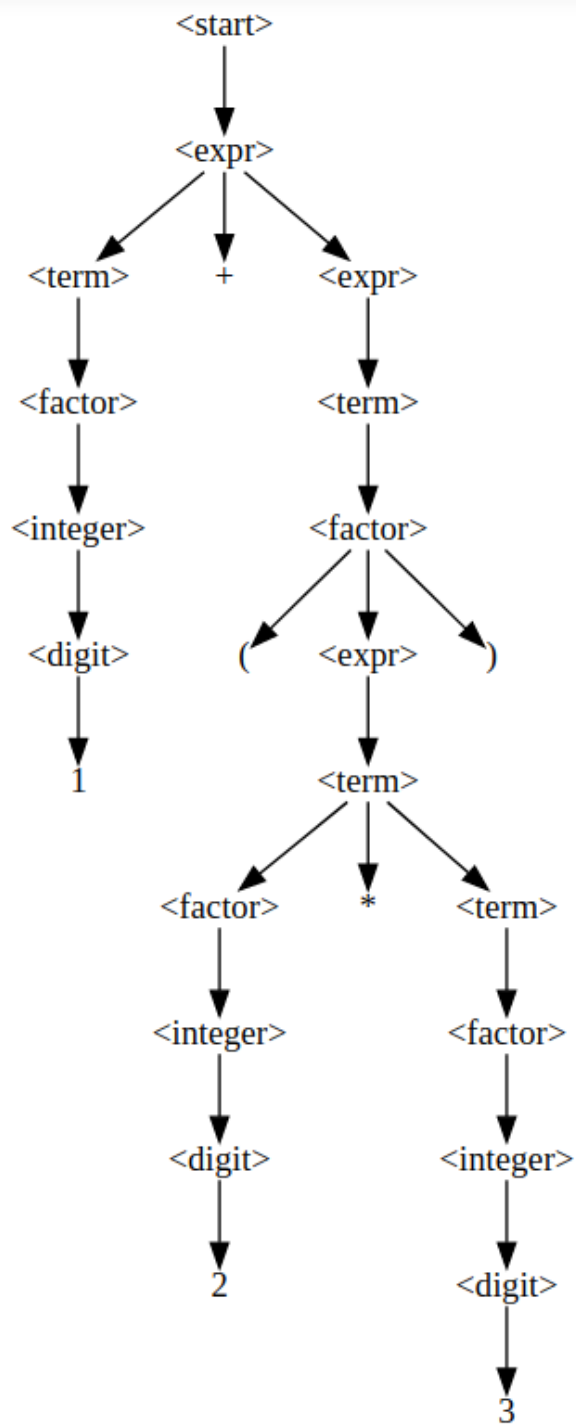 <start>
<expr>
<term> + <expr>
<factor> <term>
<integer> <factor>
<digit> ( <expr> )
1 <term>
<factor> * <term>
<integer> <factor>
<digit> <integer>
2 <digit>
3